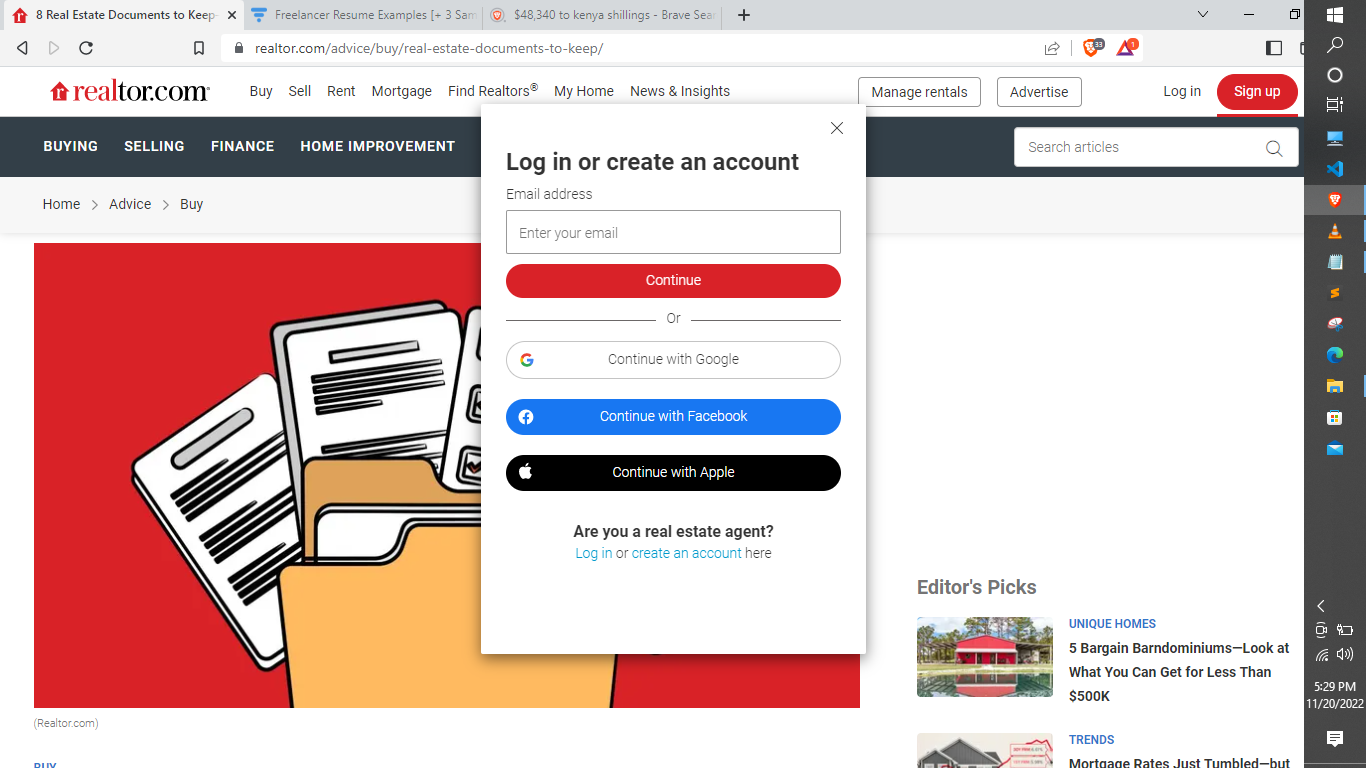 8 Real Estate Documents to Keep-
Freelancer Resume Examples [+ 3 Sam
$48,340 to kenya shillings - Brave Sear
realtor.com/advice/buy/real-estate-documents-to-keep/
33
1
realtor.com®
Buy
Sell
Rent
Mortgage
Find Realtors®
My Home
News & Insights
Manage rentals
Advertise
Log in
Sign up
BUYING
SELLING
FINANCE
HOME IMPROVEMENT
Search articles
Home
Advice
Buy
Log in or create an account
Email address
Enter your email
Continue
Or
Continue with Google
Continue with Facebook
Continue with Apple
Are you a real estate agent?
Log in or create an account here
(Realtor.com)
BUY
Editor's Picks
UNIQUE HOMES
5 Bargain Barndominiums—Look at
What You Can Get for Less Than
$500K
TRENDS
Mortgage Rates Just Tumbled—but
5:29 PM
11/20/2022